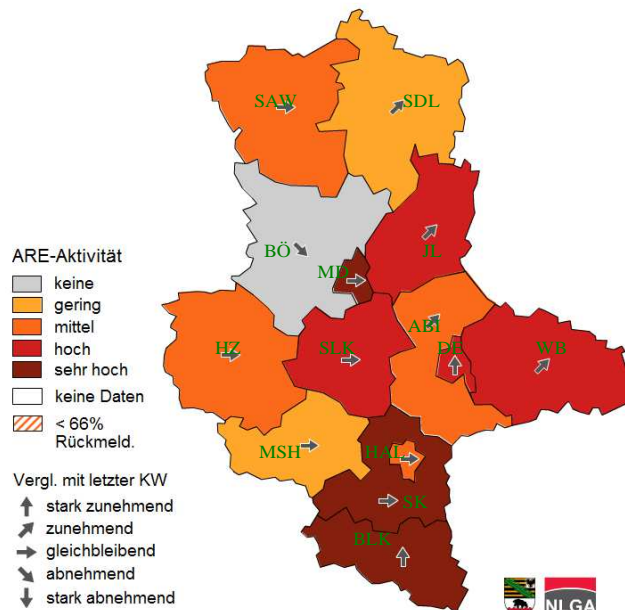 SAW
SDL
BÖ
MD
JL
ARE-Aktivität
keine
gering
mittel
hoch
sehr hoch
keine Daten
< 66%
Rückmeld.
HZ
SLK
ABI
DE
WB
MSH
HAL
SK
BLK
Vergl. mit letzter KW
stark zunehmend
zunehmend
gleichbleibend
abnehmend
stark abnehmend
NLGA